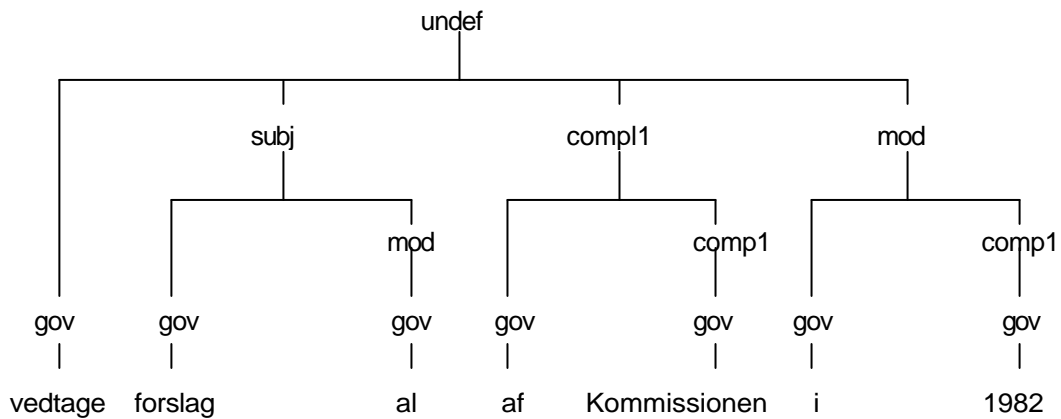 undef
subj compl1 mod
mod comp1 comp1
gov gov gov gov gov gov gov
vedtage forslag al af Kommissionen i 1982